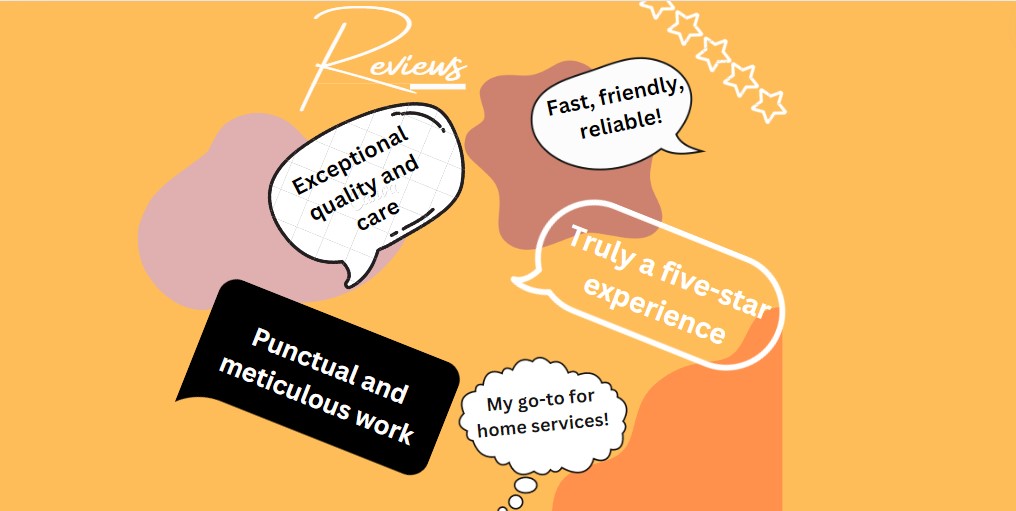 Reviews
Fast, friendly,
reliable!
Exceptional
quality and
care
Truly a five-star
experience
Punctual and
meticulous work
My go-to for
home services!